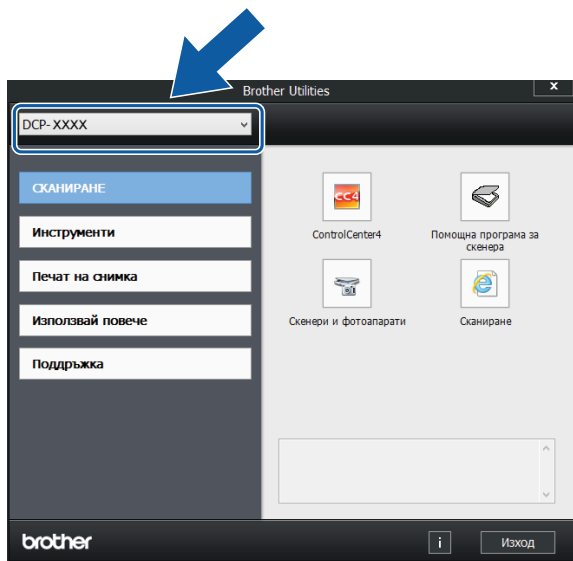 Brother Utilities
x
DCP-XXXX
СКАНИРАНЕ
Инструменти
Печат на снимка
Използвай повече
Поддръжка
CC4
ControlCenter4
Помощна програма за
скенера
Скенери и фотоапарати
Сканиране
brother
i
Изход